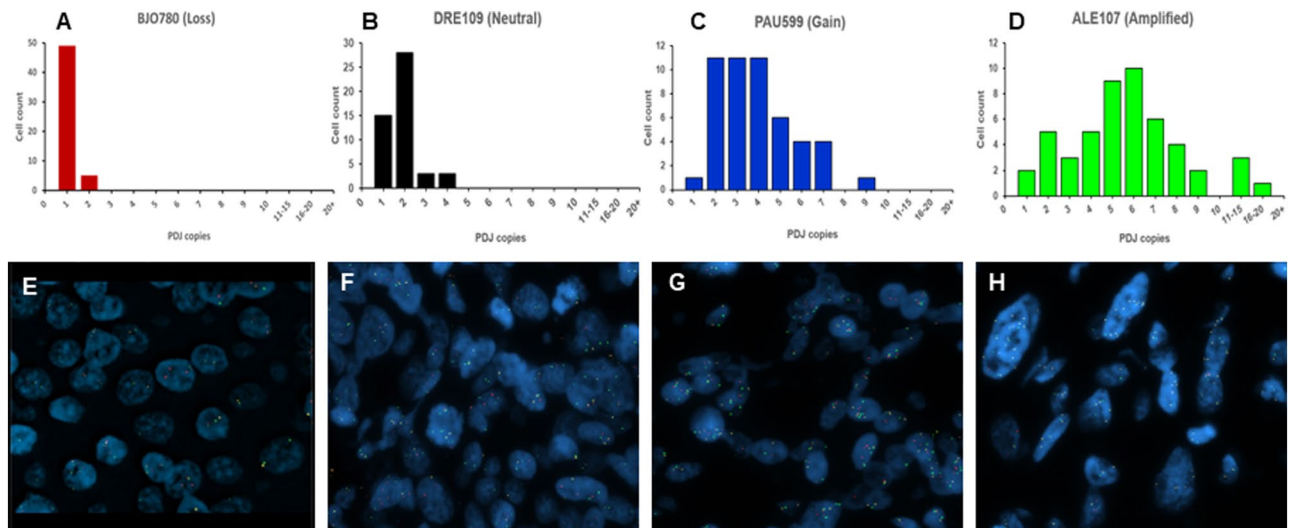 A
BJO780 (Loss)
50
40
30
20
10
0
Cell count
0 1 2 3 4 5 6 7 8 9 10 11-15 16-20 20+
PDJ copies
B
DRE109 (Neutral)
30
25
20
15
10
5
0
Cell count
0 1 2 3 4 5 6 7 8 9 10 11-15 16-20 20+
PDJ copies
C
PAU599 (Gain)
12
10
8
6
4
2
0
Cell count
0 1 2 3 4 5 6 7 8 9 10 11-15 16-20 20+
PDJ copies
D
ALE107 (Amplified)
12
10
8
6
4
2
0
Cell count
0 1 2 3 4 5 6 7 8 9 10 11-15 16-20 20+
PDJ copies
E
F
G
H